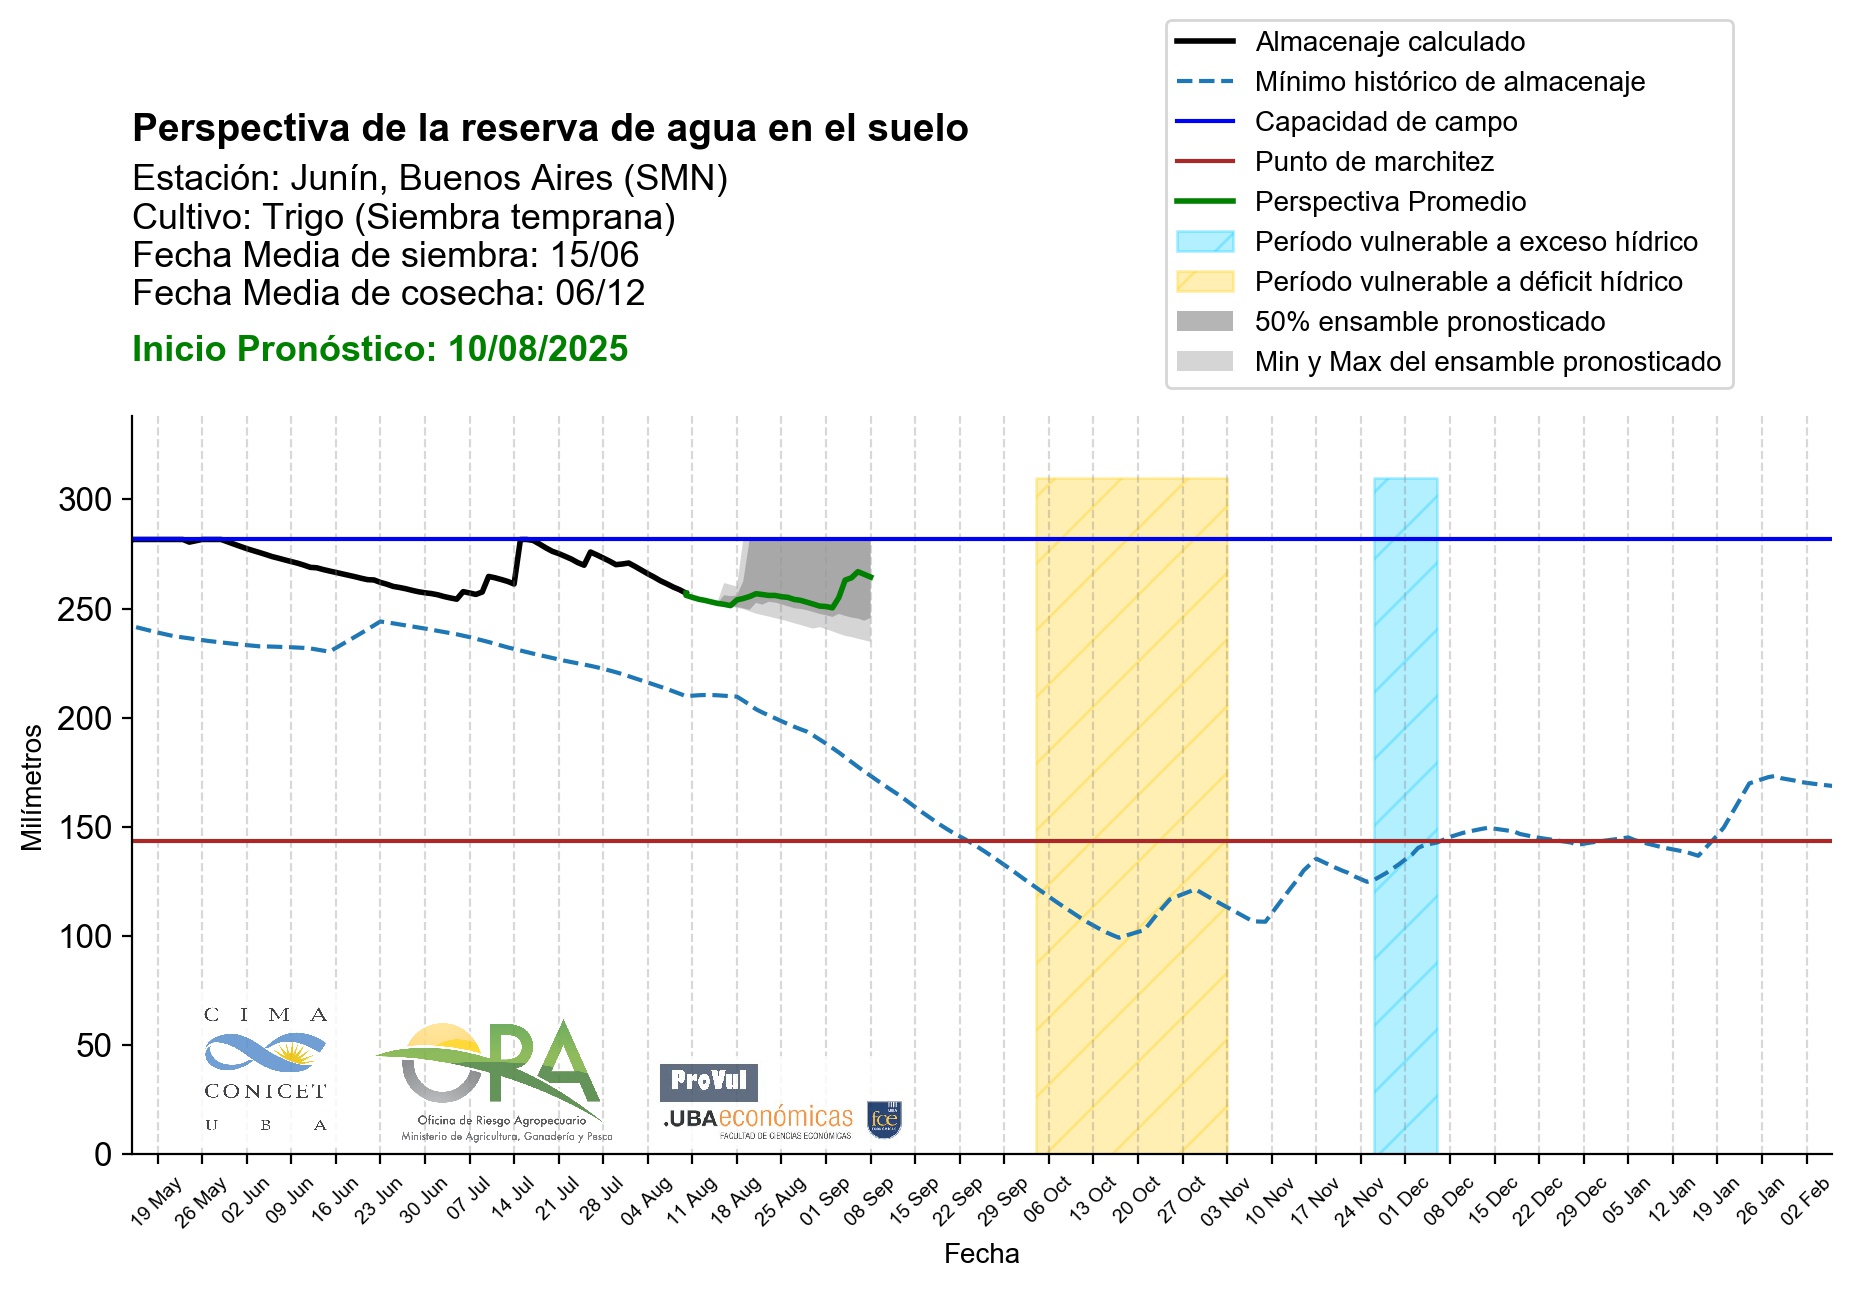 Almacenaje calculado
Mínimo histórico de almacenaje
Capacidad de campo
Punto de marchitez
Perspectiva Promedio
Período vulnerable a exceso hídrico
Período vulnerable a déficit hídrico
50% ensamble pronosticado
Min y Max del ensamble pronosticado
Perspectiva de la reserva de agua en el suelo
Estación: Junín, Buenos Aires (SMN)
Cultivo: Trigo (Siembra temprana)
Fecha Media de siembra: 15/06
Fecha Media de cosecha: 06/12
Inicio Pronóstico: 10/08/2025
Milímetros
300
250
200
150
100
50
0
CIMA
CONICET
UBA
ORA
Oficina de Riesgo Agropecuario
Ministerio de Agricultura, Ganadería y Pesca
ProVul
.UBAeconómicas
FACULTAD DE CIENCIAS ECONÓMICAS
fce
19 May
26 May
02 Jun
09 Jun
16 Jun
23 Jun
30 Jun
07 Jul
14 Jul
21 Jul
28 Jul
04 Aug
11 Aug
18 Aug
25 Aug
01 Sep
08 Sep
15 Sep
22 Sep
29 Sep
06 Oct
13 Oct
20 Oct
27 Oct
03 Nov
10 Nov
17 Nov
24 Nov
01 Dec
08 Dec
15 Dec
22 Dec
29 Dec
05 Jan
12 Jan
19 Jan
26 Jan
02 Feb
Fecha